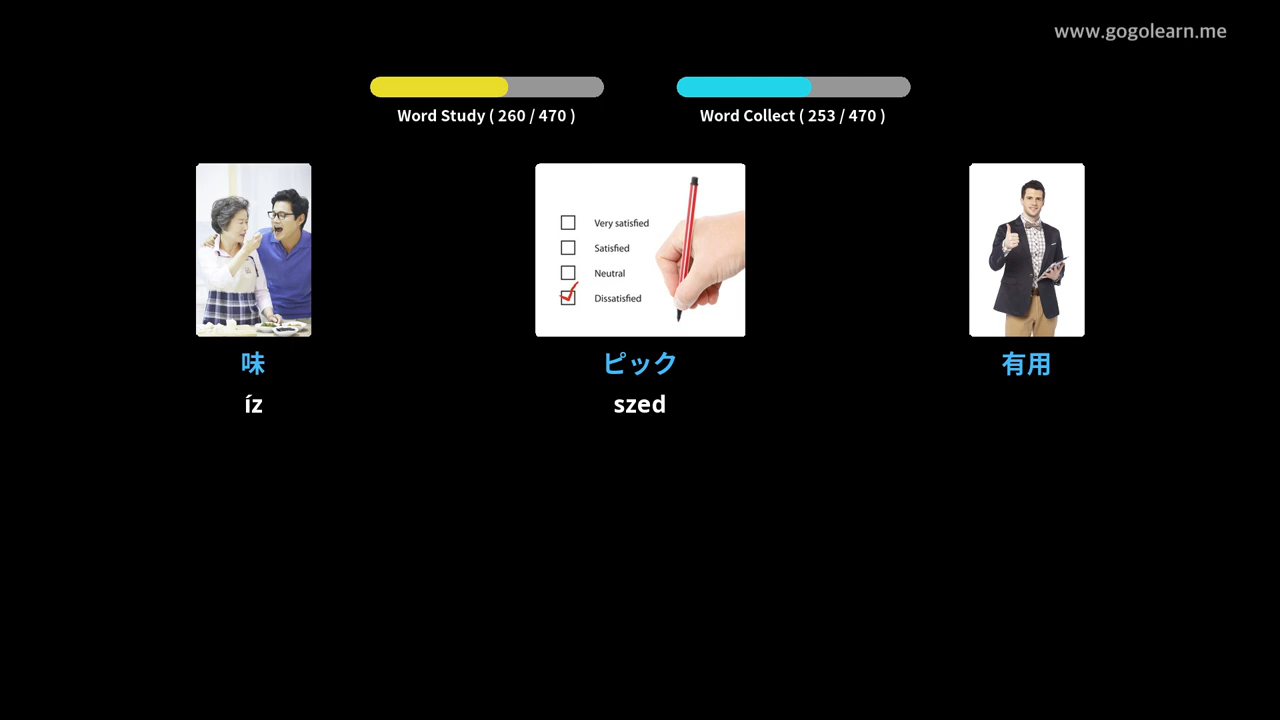 www.gogolearn.me
Word Study ( 260 / 470 )
Word Collect ( 253 / 470 )
Very satisfied
Satisfied
Neutral
Dissatisfied
味
ピック
有用
íz
szed